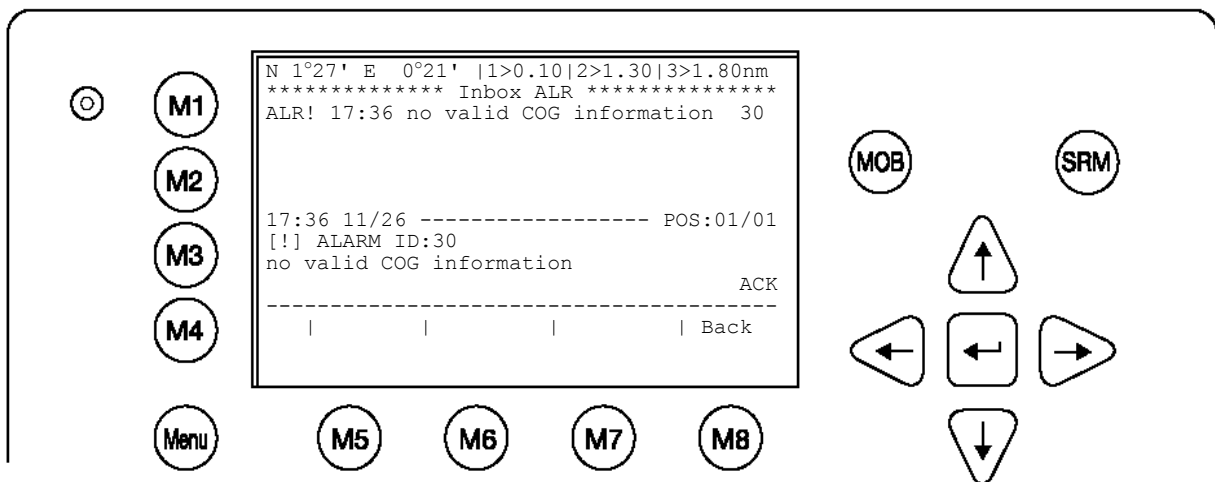 N 1°27' E  0°21' |1>0.10|2>1.30|3>1.80nm
************** Inbox ALR ***************
ALR! 17:36 no valid COG information  30
17:36 11/26 ------------------ POS:01/01
[!] ALARM ID:30
no valid COG information
ACK
----------------------------------------
|        |         |         | Back
M1
M2
M3
M4
Menu
M5
M6
M7
M8
MOB
SRM